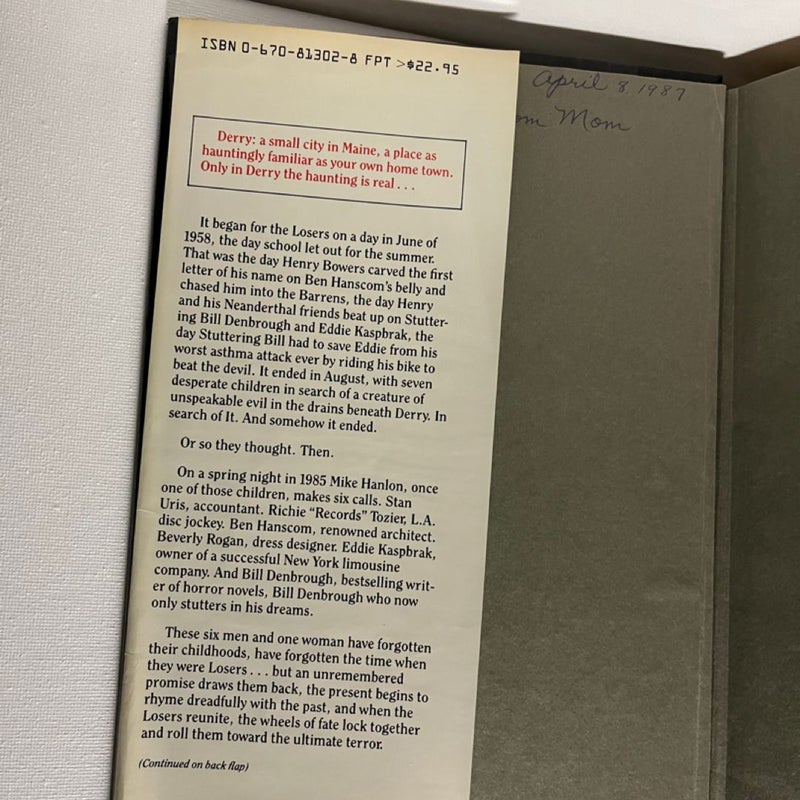 ISBN 0-670-81302-8 FPT >$22.95
Derry: a small city in Maine, a place as
hauntingly familiar as your own home town.
Only in Derry the haunting is real . . .
It began for the Losers on a day in June of
1958, the day school let out for the summer.
That was the day Henry Bowers carved the first
letter of his name on Ben Hanscom's belly and
chased him into the Barrens, the day Henry
and his Neanderthal friends beat up on Stutter-
ing Bill Denbrough and Eddie Kaspbrak, the
day Stuttering Bill had to save Eddie from his
worst asthma attack ever by riding his bike to
beat the devil. It ended in August, with seven
desperate children in search of a creature of
unspeakable evil in the drains beneath Derry. In
search of It. And somehow it ended.
Or so they thought. Then.
On a spring night in 1985 Mike Hanlon, once
one of those children, makes six calls. Stan
Uris, accountant. Richie “Records” Tozier, L.A.
disc jockey. Ben Hanscom, renowned architect.
Beverly Rogan, dress designer. Eddie Kaspbrak,
owner of a successful New York limousine
company. And Bill Denbrough, bestselling writ-
er of horror novels, Bill Denbrough who now
only stutters in his dreams.
These six men and one woman have forgotten
their childhoods, have forgotten the time when
they were Losers . . . but an unremembered
promise draws them back, the present begins to
rhyme dreadfully with the past, and when the
Losers reunite, the wheels of fate lock together
and roll them toward the ultimate terror.
(Continued on back flap)
April 8, 1987
om Mom